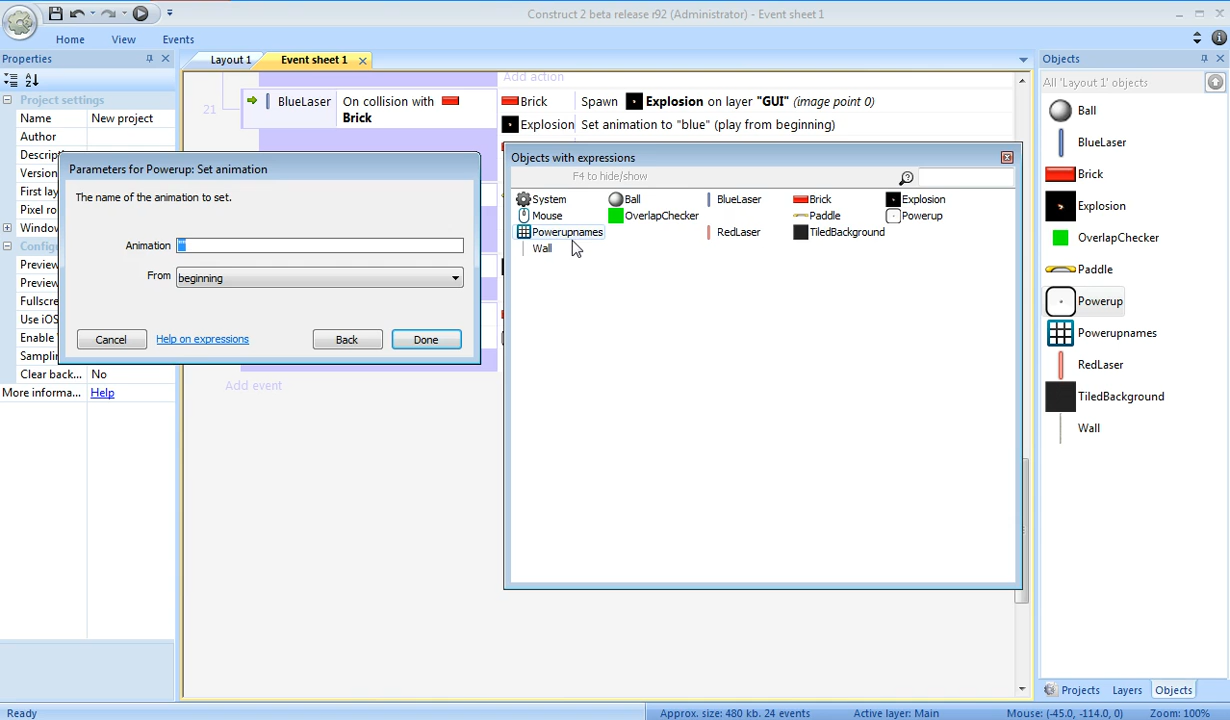 Construct 2 beta release r92 (Administrator) - Event sheet 1
Home View Events
Properties
Layout 1 Event sheet 1
Objects
Project settings
Name New project
Author
Descript
Version
First lay
Pixel ro
Window
Config
Preview
Preview
Fullscre
Use iOS
Enable
Samplin
Clear back... No
More informa... Help
Add action
21 BlueLaser On collision with Brick
Brick Spawn Explosion on layer "GUI" (image point 0)
Explosion Set animation to "blue" (play from beginning)
Add event
Parameters for Powerup: Set animation
The name of the animation to set.
Animation ""
From beginning
Cancel Help on expressions Back Done
Objects with expressions
F4 to hide/show
System Ball BlueLaser Brick Explosion
Mouse OverlapChecker Paddle Powerup
Powerupnames RedLaser TiledBackground
Wall
All 'Layout 1' objects
Ball
BlueLaser
Brick
Explosion
OverlapChecker
Paddle
Powerup
Powerupnames
RedLaser
TiledBackground
Wall
Projects Layers Objects
Ready Approx. size: 480 kb. 24 events Active layer: Main Mouse: (-45.0, -114.0, 0) Zoom: 100%